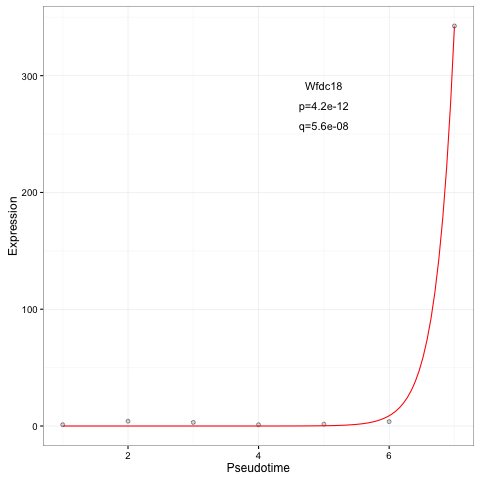 Wfdc18
p=4.2e-12
q=5.6e-08
Expression
300
200
100
0
2
4
6
Pseudotime